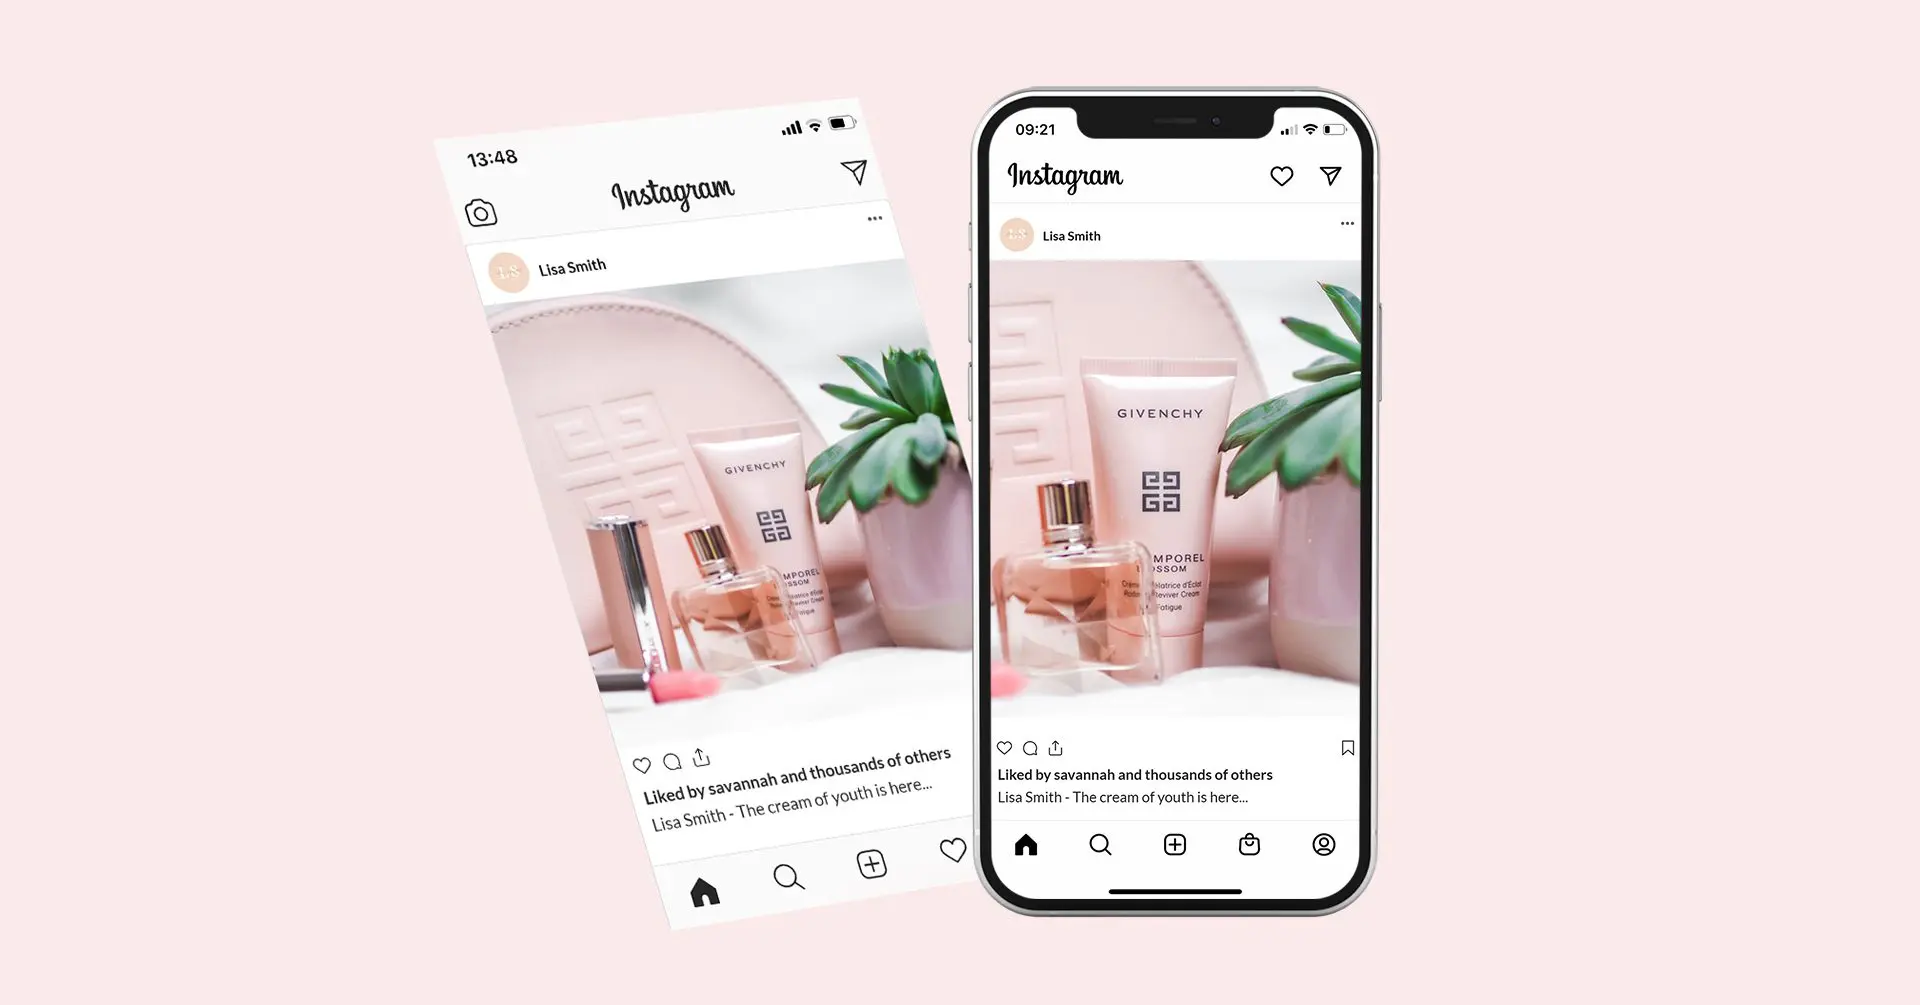 13:48
Instagram
LS
Lisa Smith
GIVENCHY
MPOREL
OSSOM
Liked by savannah and thousands of others
Lisa Smith - The cream of youth is here...
09:21
Instagram
LS
Lisa Smith
GIVENCHY
MPOREL
OSSOM
Liked by savannah and thousands of others
Lisa Smith - The cream of youth is here...